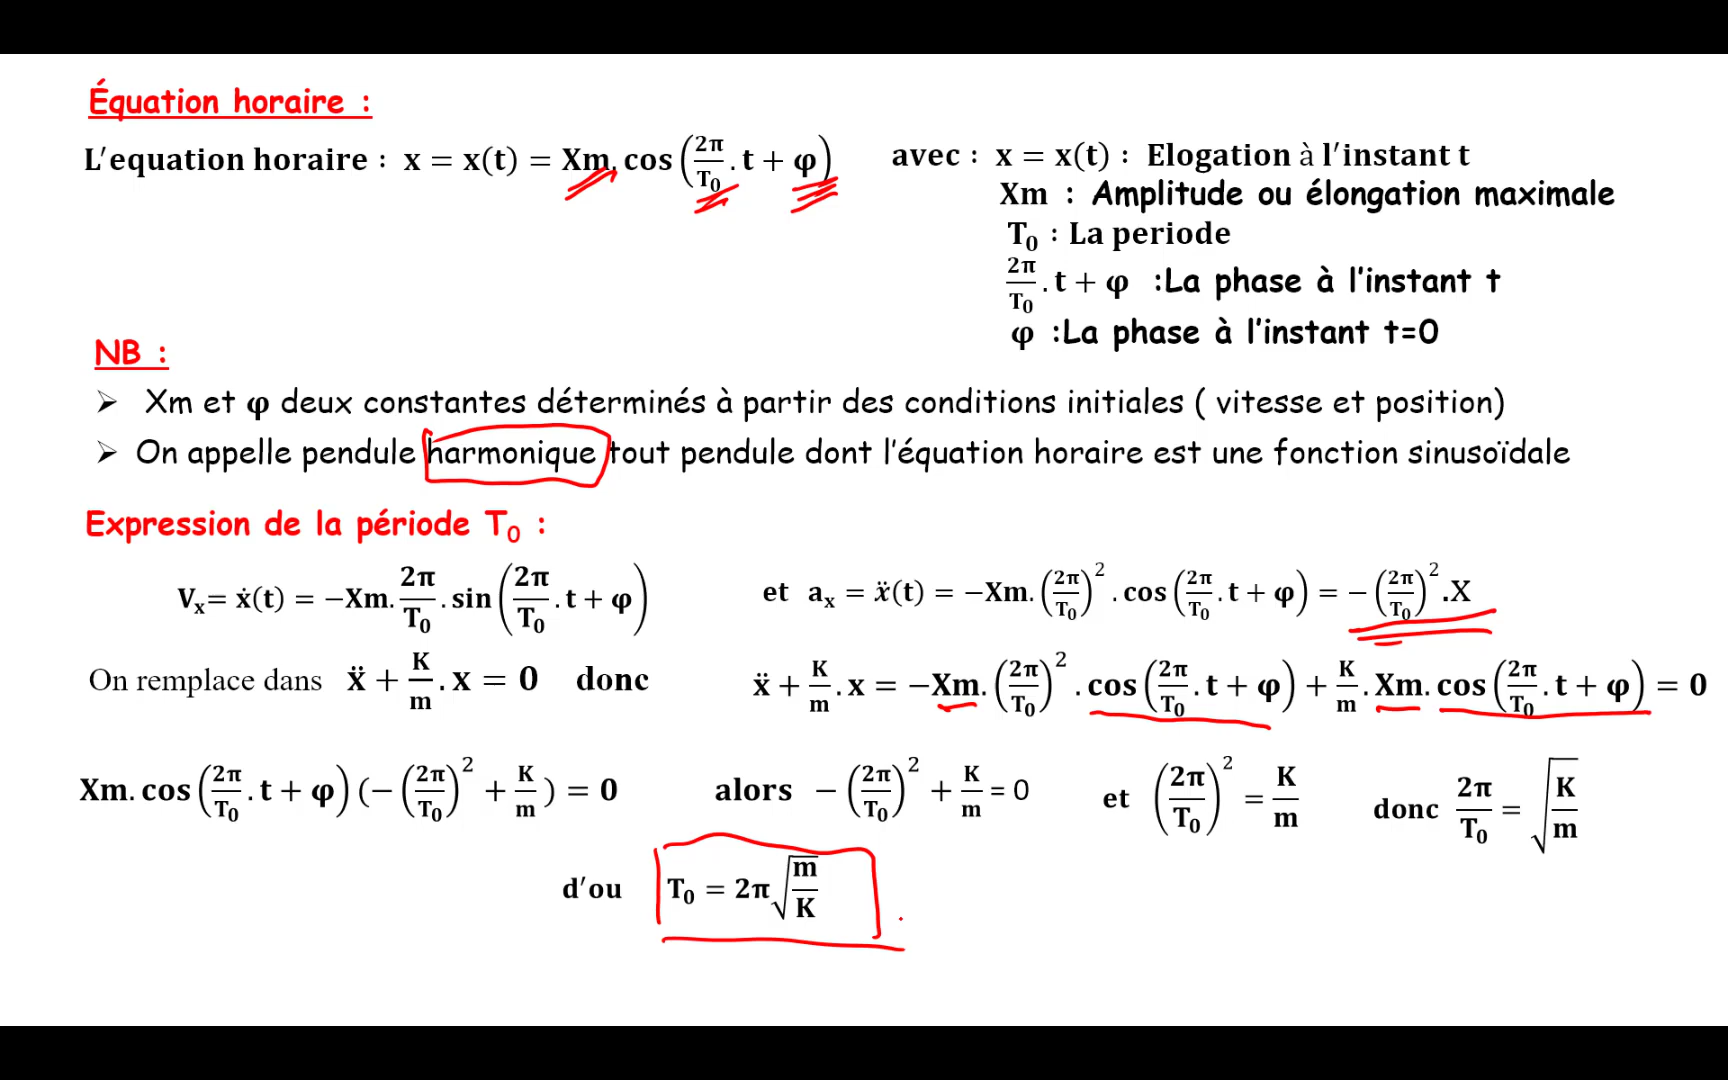 Équation horaire :
L′equation horaire : x = x(t) = Xm. cos(2π/T₀ . t + φ) avec : x = x(t) : Elogation à l′instant t
Xm : Amplitude ou élongation maximale
T₀ : La periode
2π/T₀ . t + φ :La phase à l'instant t
φ :La phase à l'instant t=0
NB :
➢ Xm et φ deux constantes déterminés à partir des conditions initiales ( vitesse et position)
➢ On appelle pendule harmonique tout pendule dont l'équation horaire est une fonction sinusoïdale
Expression de la période T₀ :
Vₓ= ẋ(t) = −Xm. 2π/T₀ . sin(2π/T₀ . t + φ) et aₓ = ẍ(t) = −Xm. (2π/T₀)² . cos(2π/T₀ . t + φ) = −(2π/T₀)² .X
On remplace dans ẍ + K/m . x = 0 donc ẍ + K/m . x = −Xm. (2π/T₀)² . cos(2π/T₀ . t + φ) + K/m . Xm. cos(2π/T₀ . t + φ) = 0
Xm. cos(2π/T₀ . t + φ) (−(2π/T₀)² + K/m ) = 0 alors −(2π/T₀)² + K/m = 0 et (2π/T₀)² = K/m donc 2π/T₀ = √(K/m)
d′ou T₀ = 2π√(m/K)